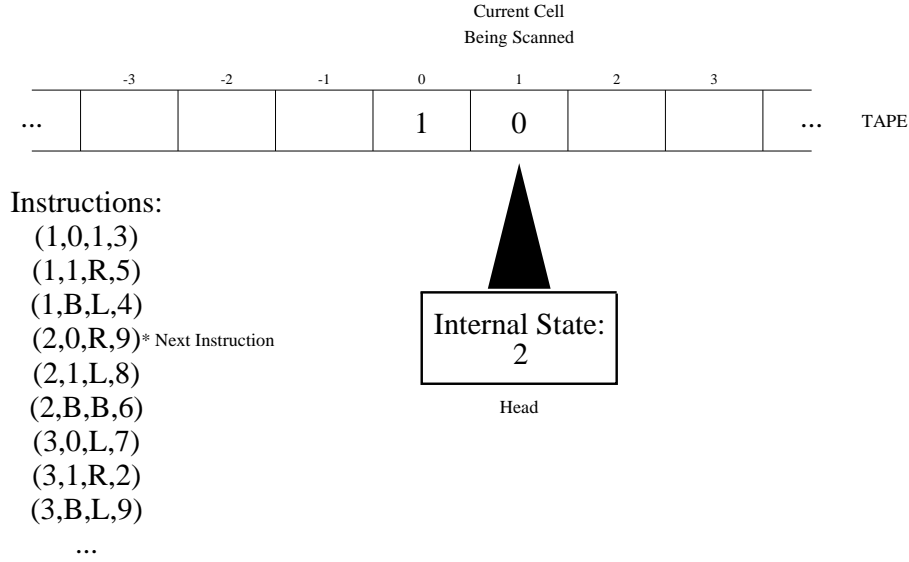 Current Cell
Being Scanned
-3 -2 -1 0 1 2 3
... 1 0 ... TAPE
Instructions:
(1,0,1,3)
(1,1,R,5)
(1,B,L,4)
(2,0,R,9)* Next Instruction
(2,1,L,8)
(2,B,B,6)
(3,0,L,7)
(3,1,R,2)
(3,B,L,9)
...
Internal State:
2
Head